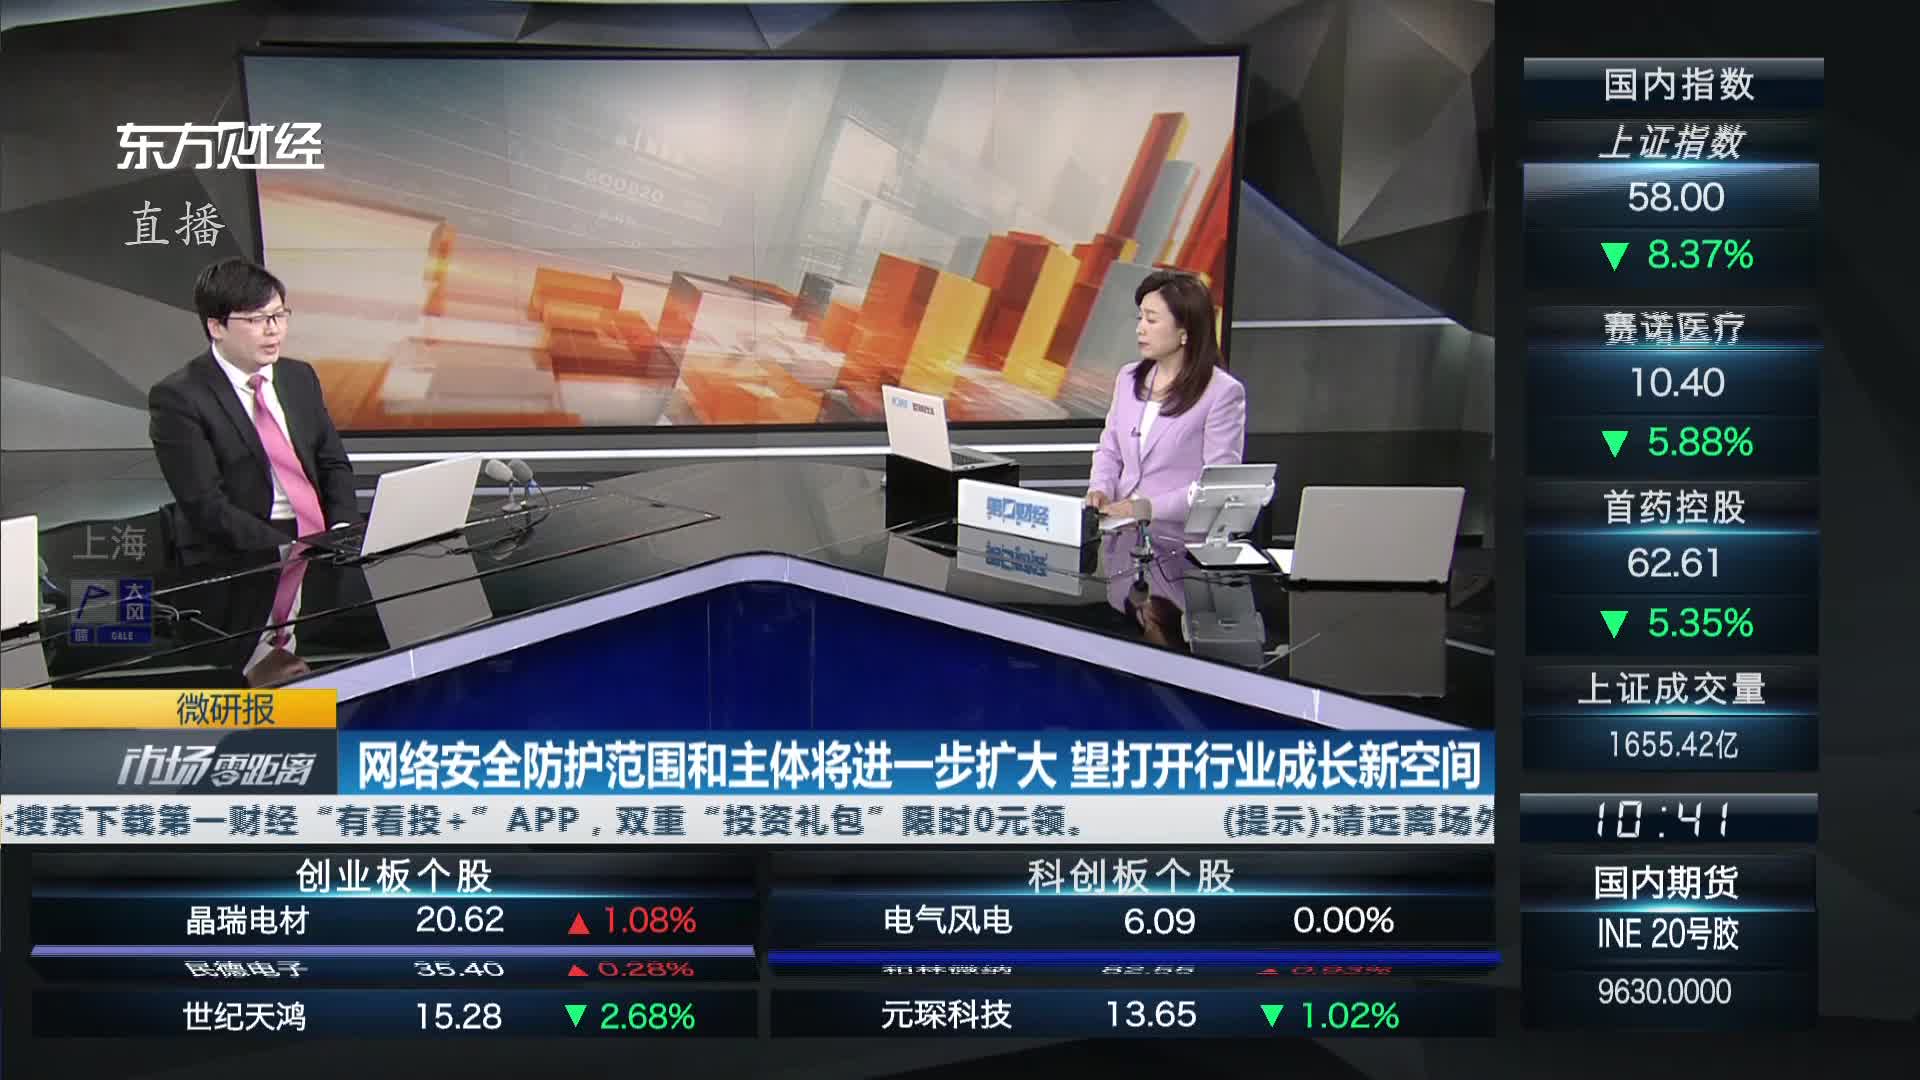 东方财经
直播
上海
大风
GALE
第一财经
微研报
市场零距离
网络安全防护范围和主体将进一步扩大 望打开行业成长新空间
:搜索下载第一财经“有看投+”APP,双重“投资礼包”限时0元领。 (提示):请远离场外
创业板个股
晶瑞电材 20.62 ▲ 1.08%
民德电子 35.40 ▲ 0.28%
世纪天鸿 15.28 ▼ 2.68%
科创板个股
电气风电 6.09 0.00%
元琛科技 13.65 ▼ 1.02%
国内指数
上证指数
58.00
▼ 8.37%
赛诺医疗
10.40
▼ 5.88%
首药控股
62.61
▼ 5.35%
上证成交量
1655.42亿
10:41
国内期货
INE 20号胶
9630.0000